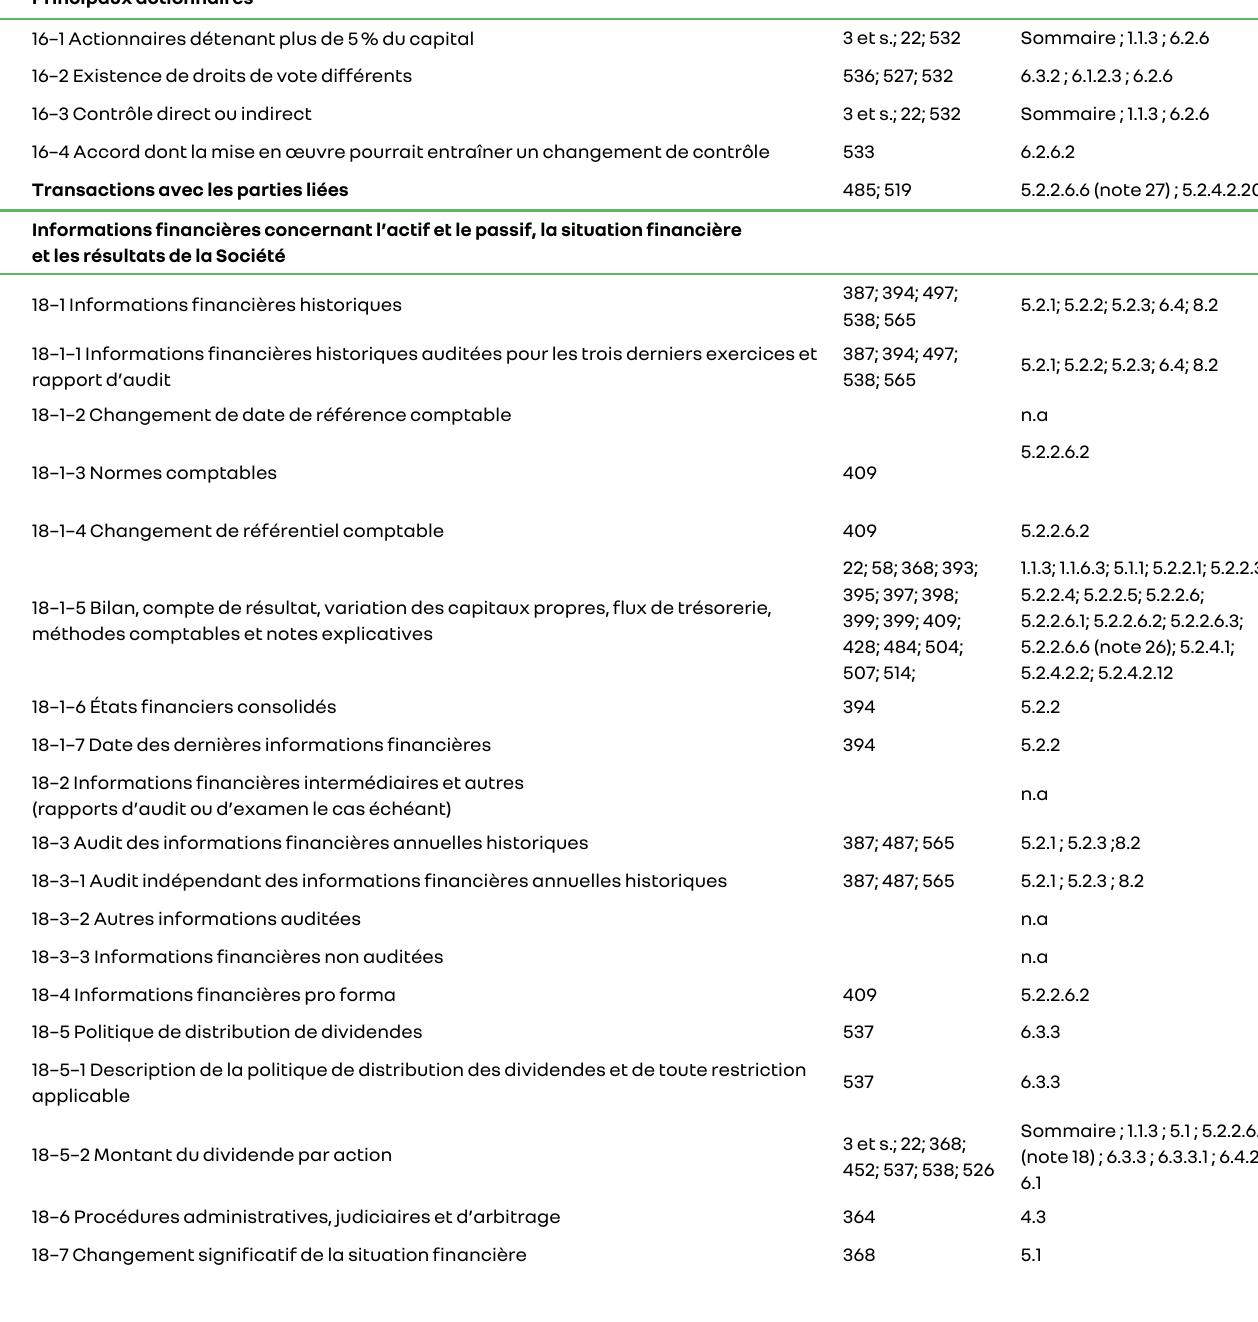 Principaux actionnaires
16–1 Actionnaires détenant plus de 5 % du capital 3 et s.; 22; 532 Sommaire ; 1.1.3 ; 6.2.6
16–2 Existence de droits de vote différents 536; 527; 532 6.3.2 ; 6.1.2.3 ; 6.2.6
16–3 Contrôle direct ou indirect 3 et s.; 22; 532 Sommaire ; 1.1.3 ; 6.2.6
16–4 Accord dont la mise en œuvre pourrait entraîner un changement de contrôle 533 6.2.6.2
Transactions avec les parties liées 485; 519 5.2.2.6.6 (note 27) ; 5.2.4.2.20
Informations financières concernant l’actif et le passif, la situation financière
et les résultats de la Société
18–1 Informations financières historiques 387; 394; 497; 5.2.1; 5.2.2; 5.2.3; 6.4; 8.2
538; 565
18–1–1 Informations financières historiques auditées pour les trois derniers exercices et 387; 394; 497; 5.2.1; 5.2.2; 5.2.3; 6.4; 8.2
rapport d’audit 538; 565
18–1–2 Changement de date de référence comptable n.a
5.2.2.6.2
18–1–3 Normes comptables 409
18–1–4 Changement de référentiel comptable 409 5.2.2.6.2
22; 58; 368; 393; 1.1.3; 1.1.6.3; 5.1.1; 5.2.2.1; 5.2.2.3
395; 397; 398; 5.2.2.4; 5.2.2.5; 5.2.2.6;
18–1–5 Bilan, compte de résultat, variation des capitaux propres, flux de trésorerie, 399; 399; 409; 5.2.2.6.1; 5.2.2.6.2; 5.2.2.6.3;
méthodes comptables et notes explicatives 428; 484; 504; 5.2.2.6.6 (note 26); 5.2.4.1;
507; 514; 5.2.4.2.2; 5.2.4.2.12
18–1–6 États financiers consolidés 394 5.2.2
18–1–7 Date des dernières informations financières 394 5.2.2
18–2 Informations financières intermédiaires et autres
(rapports d’audit ou d’examen le cas échéant) n.a
18–3 Audit des informations financières annuelles historiques 387; 487; 565 5.2.1 ; 5.2.3 ;8.2
18–3–1 Audit indépendant des informations financières annuelles historiques 387; 487; 565 5.2.1 ; 5.2.3 ; 8.2
18–3–2 Autres informations auditées n.a
18–3–3 Informations financières non auditées n.a
18–4 Informations financières pro forma 409 5.2.2.6.2
18–5 Politique de distribution de dividendes 537 6.3.3
18–5–1 Description de la politique de distribution des dividendes et de toute restriction 537 6.3.3
applicable
Sommaire ; 1.1.3 ; 5.1 ; 5.2.2.6.
18–5–2 Montant du dividende par action 3 et s.; 22; 368; (note 18) ; 6.3.3 ; 6.3.3.1 ; 6.4.2
452; 537; 538; 526 6.1
18–6 Procédures administratives, judiciaires et d’arbitrage 364 4.3
18–7 Changement significatif de la situation financière 368 5.1